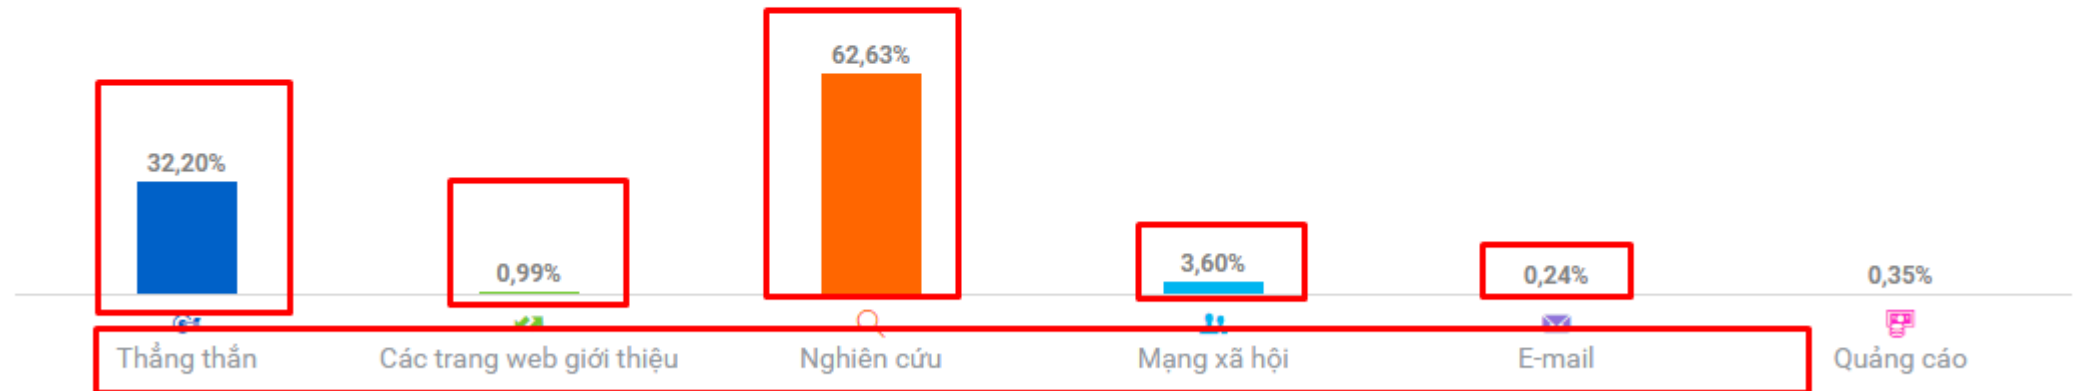 62,63%
32,20%
3,60%
0,99%
0,24%
0,35%
Thẳng thắn
Các trang web giới thiệu
Nghiên cứu
Mạng xã hội
E-mail
Quảng cáo